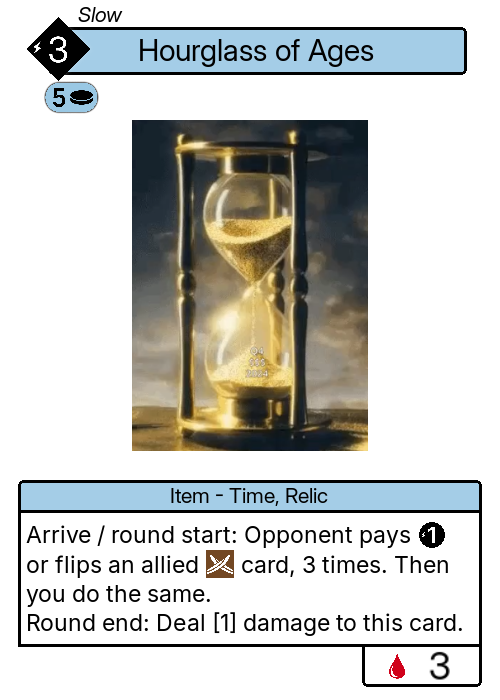 Slow
3
Hourglass of Ages
5
Item - Time, Relic
Arrive / round start: Opponent pays 1
or flips an allied card, 3 times. Then
you do the same.
Round end: Deal [1] damage to this card.
3